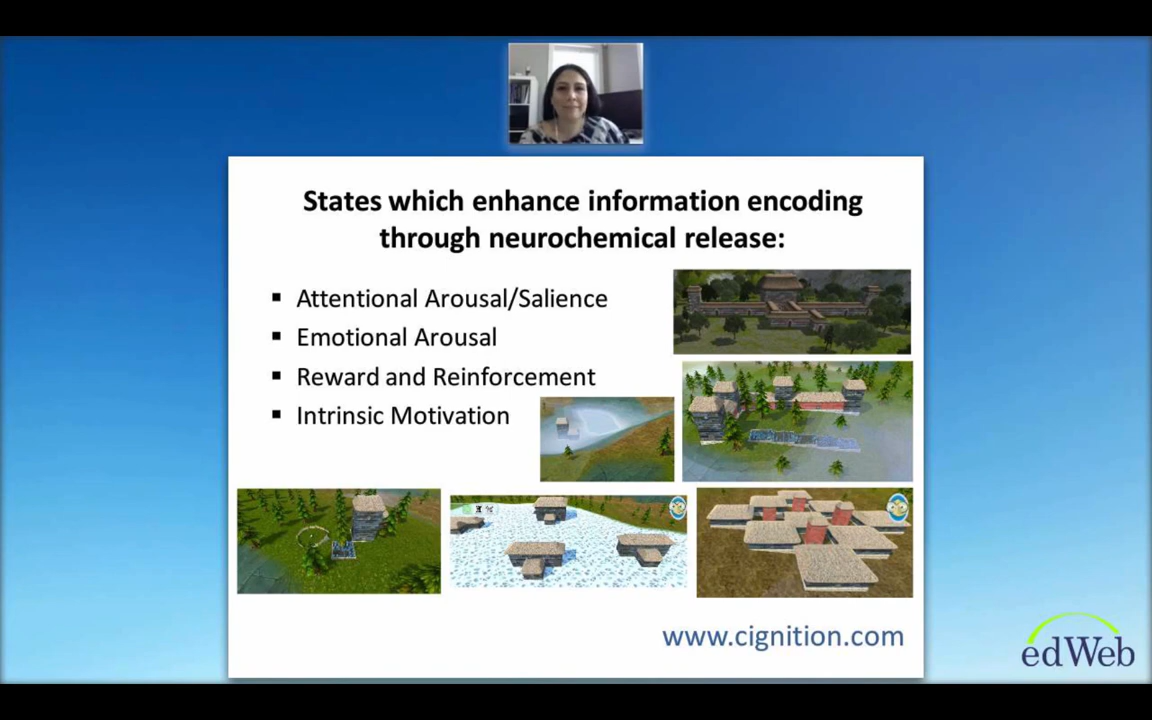 States which enhance information encoding
through neurochemical release:
Attentional Arousal/Salience
Emotional Arousal
Reward and Reinforcement
Intrinsic Motivation
www.cignition.com
edWeb